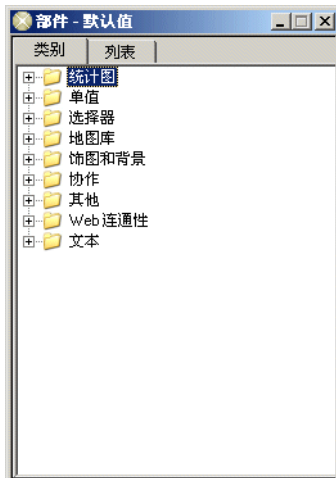 部件 - 默认值
类别 列表
统计图
单值
选择器
地图库
饰图和背景
协作
其他
Web 连通性
文本